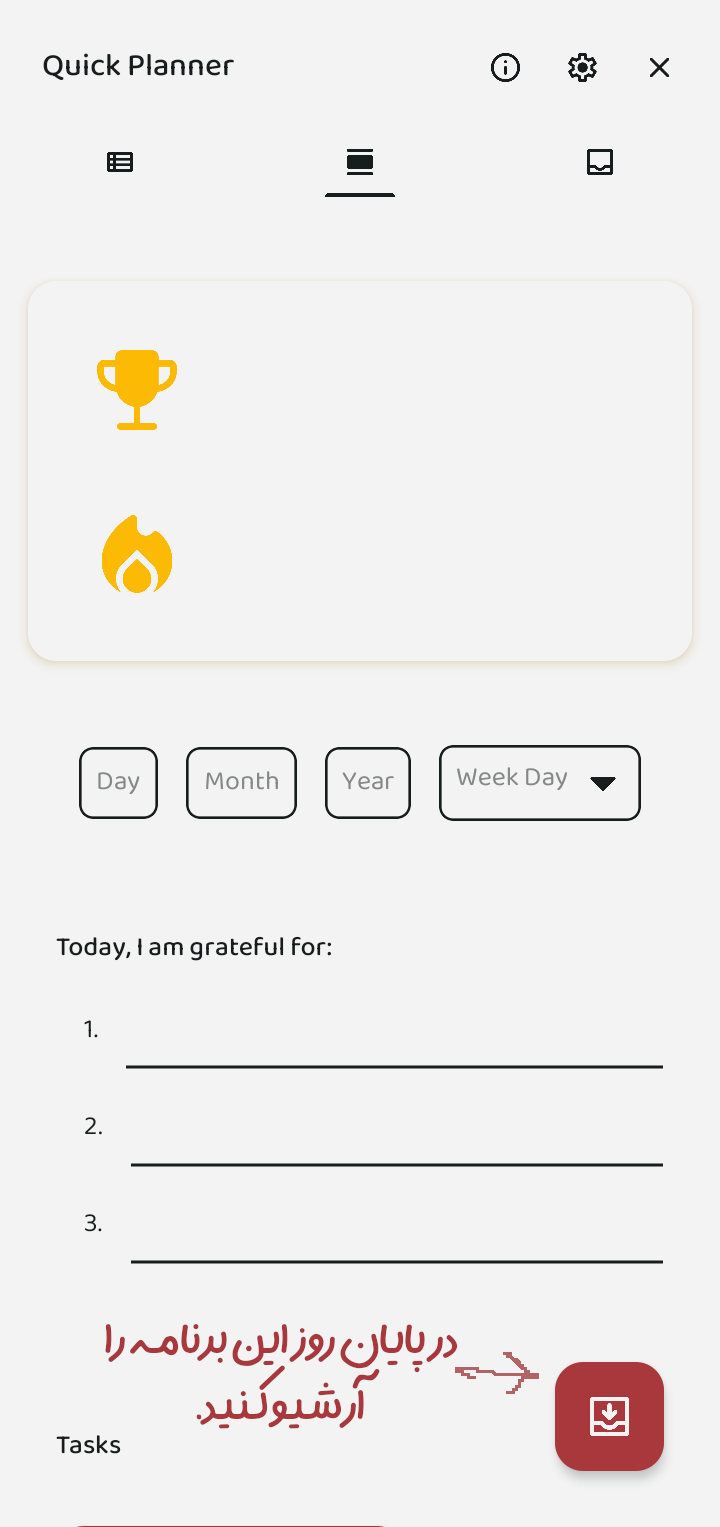 Quick Planner
Day Month Year Week Day
Today, I am grateful for:
1.
2.
3.
در پایان روز این برنامه را
آرشیو کنید.
Tasks